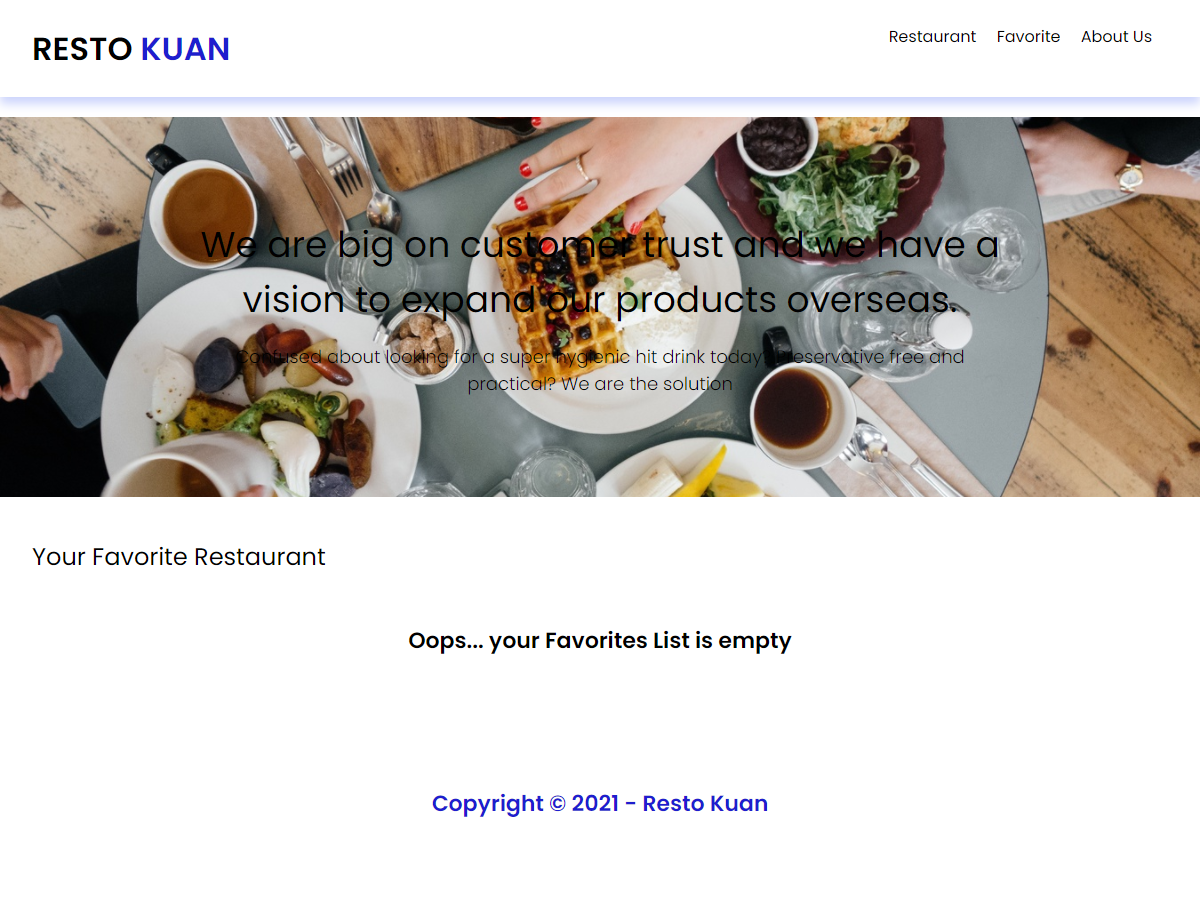 RESTO KUAN
Restaurant Favorite About Us
We are big on customer trust and we have a
vision to expand our products overseas.
Confused about looking for a super hygienic hit drink today? Preservative free and
practical? We are the solution
Your Favorite Restaurant
Oops... your Favorites List is empty
Copyright © 2021 - Resto Kuan